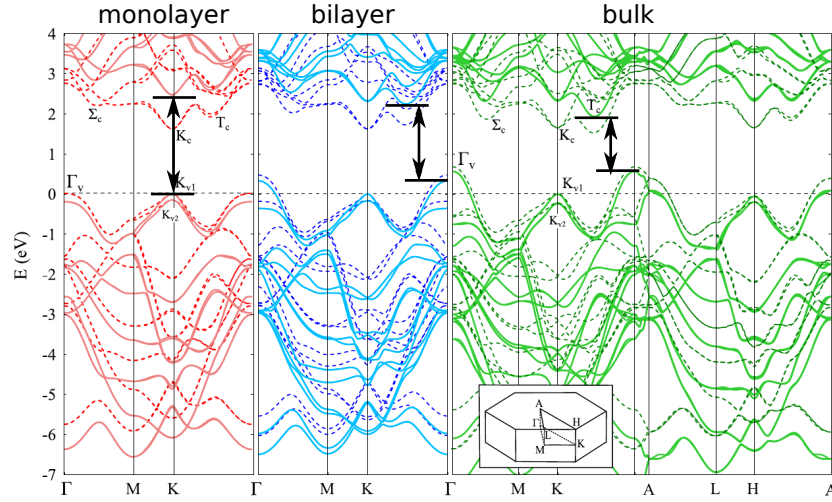 monolayer bilayer bulk
4
3
2
1
0
-1
-2
-3
-4
-5
-6
-7
E (eV)
Σc Kc Tc
Γv Kv1
Kv2
Tc
Σc Kc
Γv
Kv1
Kv2
A
Γ H
L
M K
Γ M K Γ M K Γ M K A L H A